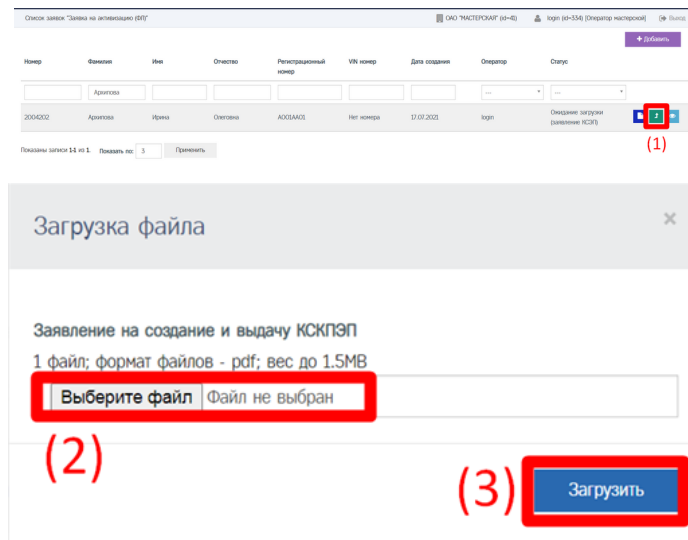 Список заявок "Заявка на активизацию (ФЛ)" ОАО "МАСТЕРСКАЯ" (id=41) login (id=334) [Оператор мастерской] Выход
+ Добавить
Номер Фамилия Имя Отчество Регистрационный номер VIN номер Дата создания Оператор Статус
Архипова --- ---
2004202 Архипова Ирина Олеговна А001АА01 Нет номера 17.07.2021 login Ожидание загрузки (заявление КСЭП)
(1)
Показаны записи 1-1 из 1. Показать по: 3 Применить
Загрузка файла ×
Заявление на создание и выдачу КСКПЭП
1 файл; формат файлов - pdf; вес до 1.5MB
Выберите файл Файл не выбран
(2)
(3) Загрузить